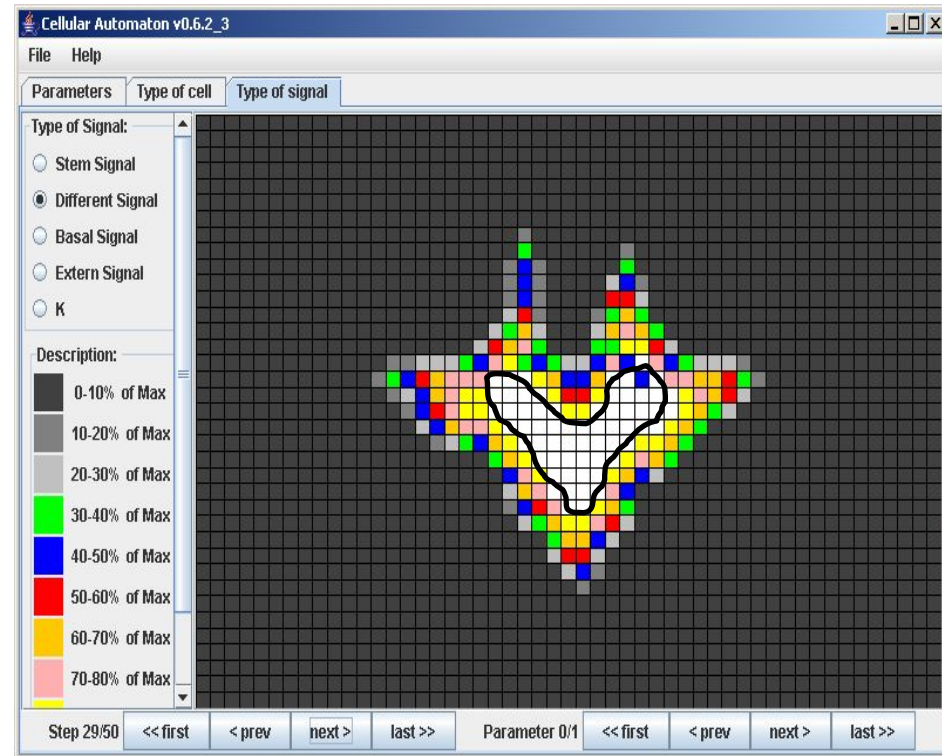 Cellular Automaton v0.6.2_3
File Help
Parameters Type of cell Type of signal
Type of Signal:
Stem Signal
Different Signal
Basal Signal
Extern Signal
K
Description:
0-10% of Max
10-20% of Max
20-30% of Max
30-40% of Max
40-50% of Max
50-60% of Max
60-70% of Max
70-80% of Max
Step 29/50 << first < prev next > last >> Parameter 0/1 << first < prev next > last >>